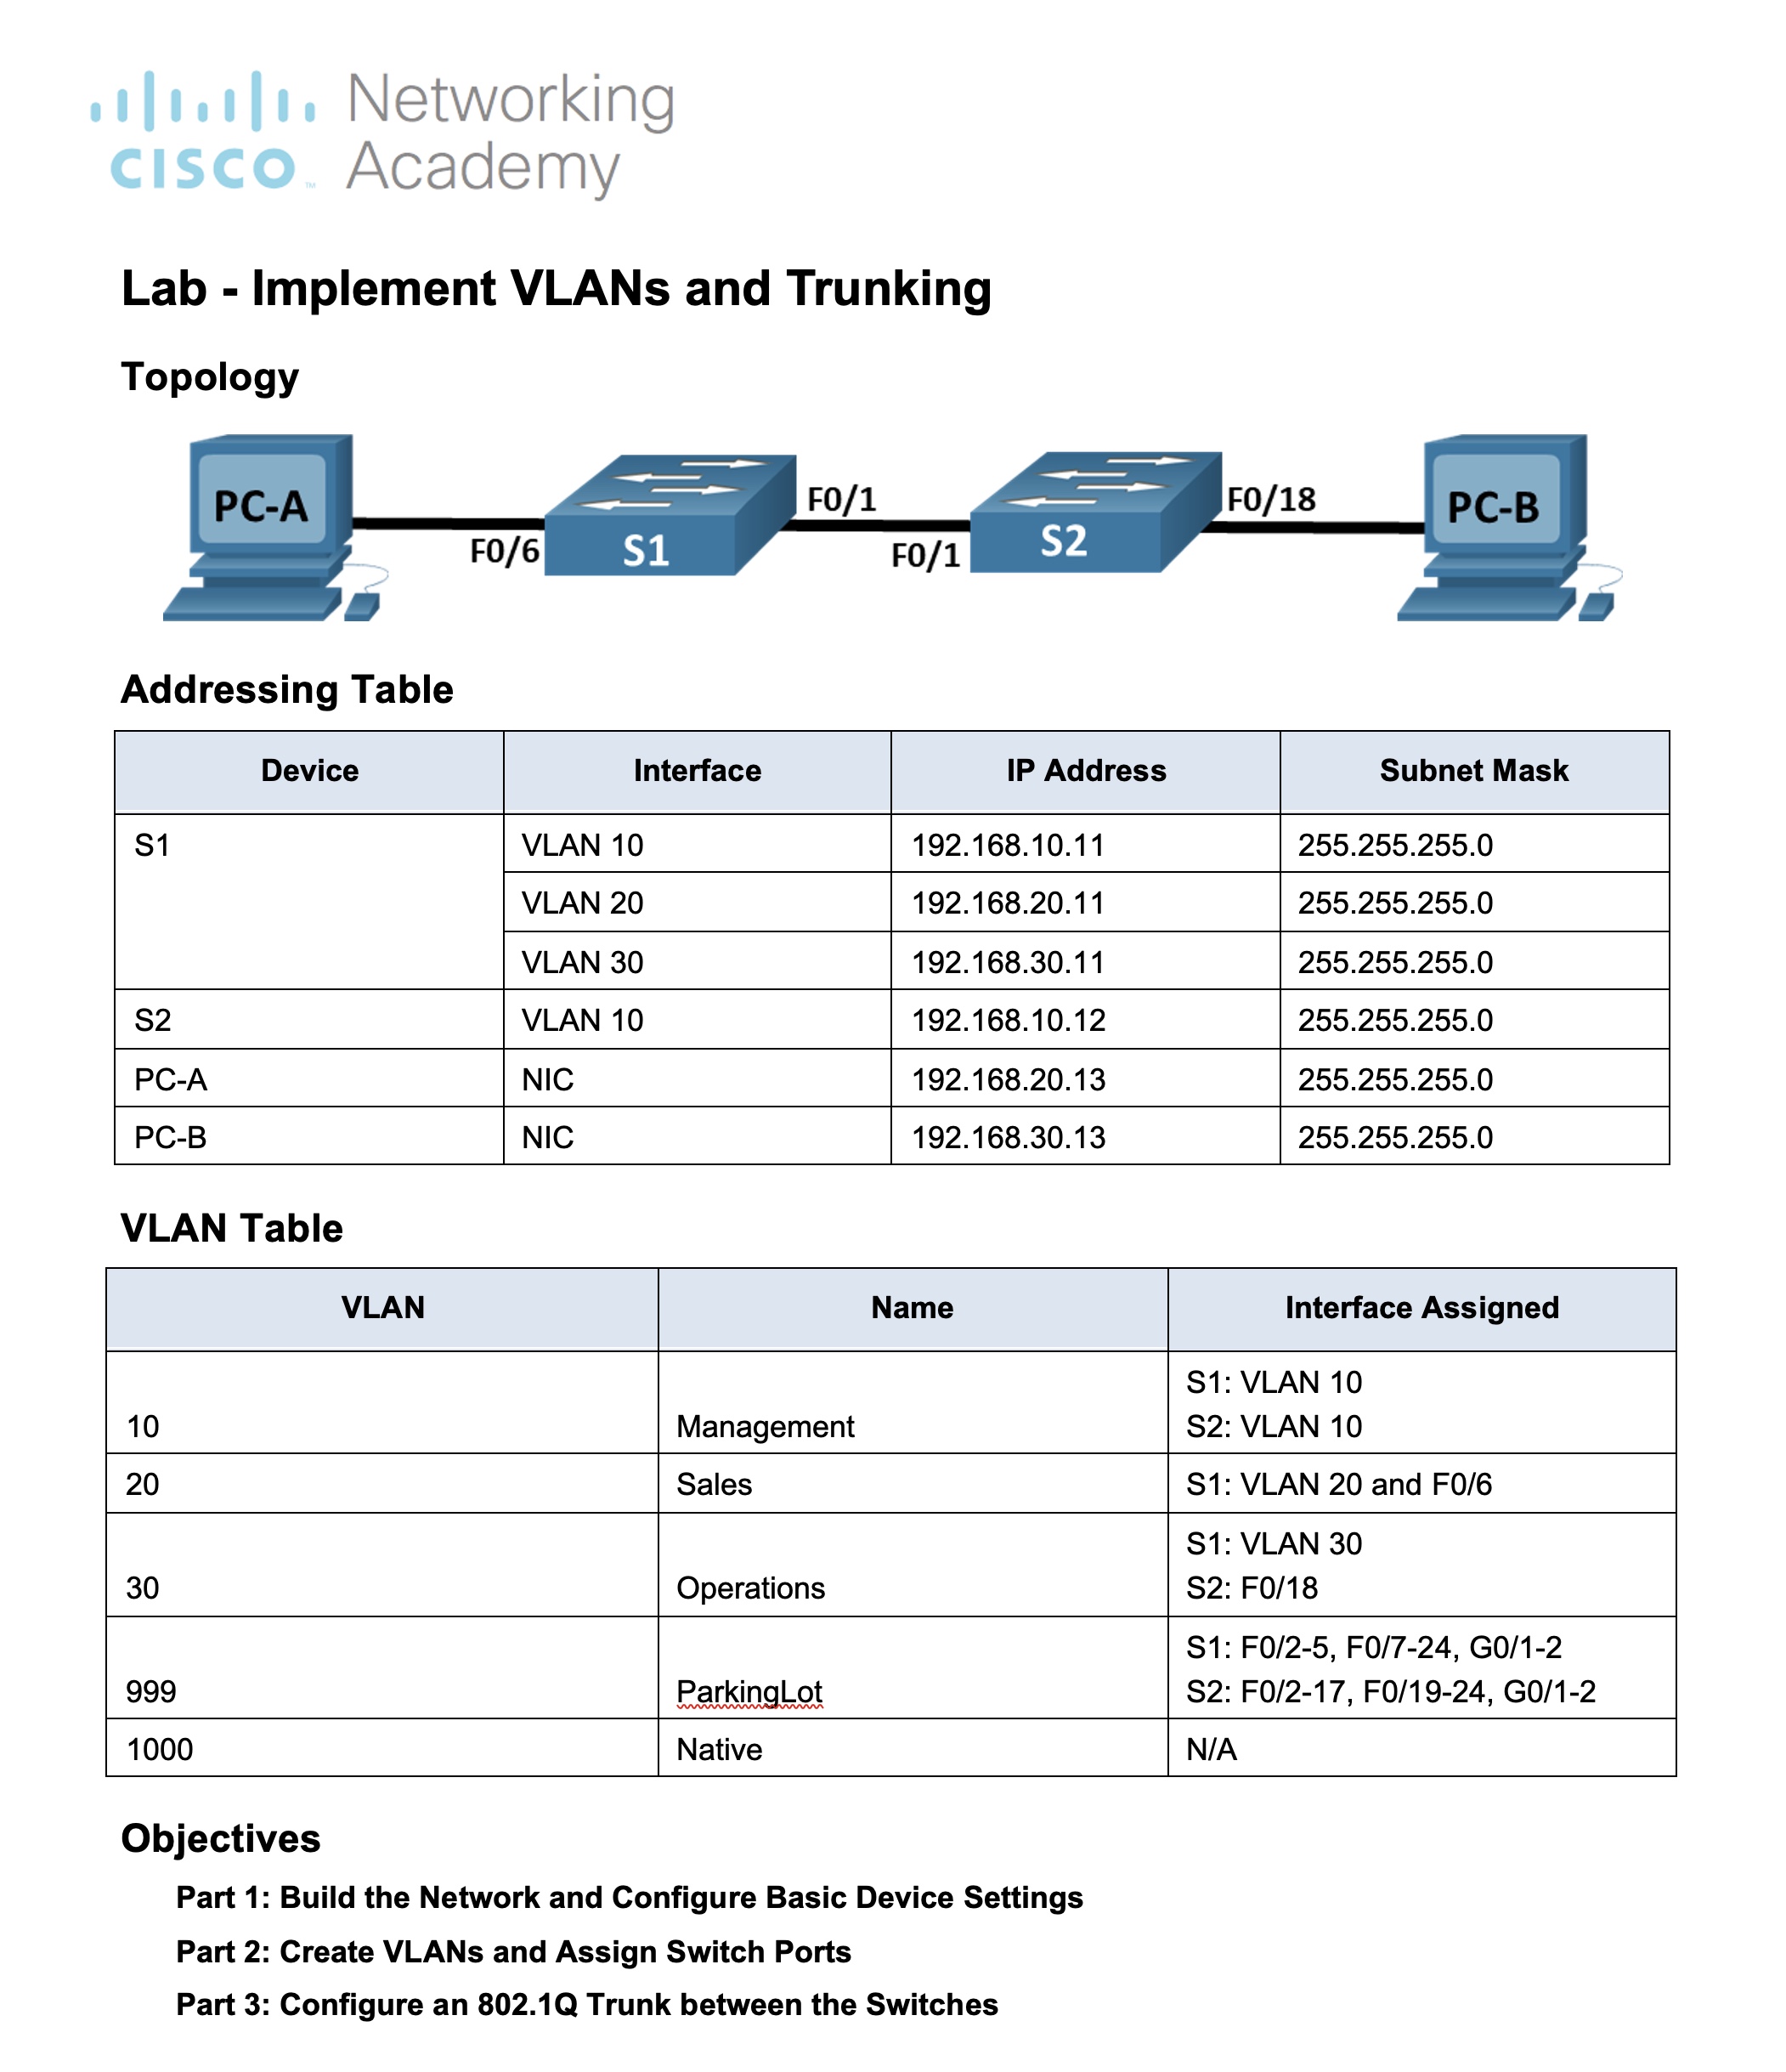 Networking
CISCO™ Academy
Lab - Implement VLANs and Trunking
Topology
PC-A
F0/6
S1
F0/1
F0/1
S2
F0/18
PC-B
Addressing Table
Device Interface IP Address Subnet Mask
S1 VLAN 10 192.168.10.11 255.255.255.0
VLAN 20 192.168.20.11 255.255.255.0
VLAN 30 192.168.30.11 255.255.255.0
S2 VLAN 10 192.168.10.12 255.255.255.0
PC-A NIC 192.168.20.13 255.255.255.0
PC-B NIC 192.168.30.13 255.255.255.0
VLAN Table
VLAN Name Interface Assigned
10 Management S1: VLAN 10
S2: VLAN 10
20 Sales S1: VLAN 20 and F0/6
30 Operations S1: VLAN 30
S2: F0/18
999 ParkingLot S1: F0/2-5, F0/7-24, G0/1-2
S2: F0/2-17, F0/19-24, G0/1-2
1000 Native N/A
Objectives
Part 1: Build the Network and Configure Basic Device Settings
Part 2: Create VLANs and Assign Switch Ports
Part 3: Configure an 802.1Q Trunk between the Switches